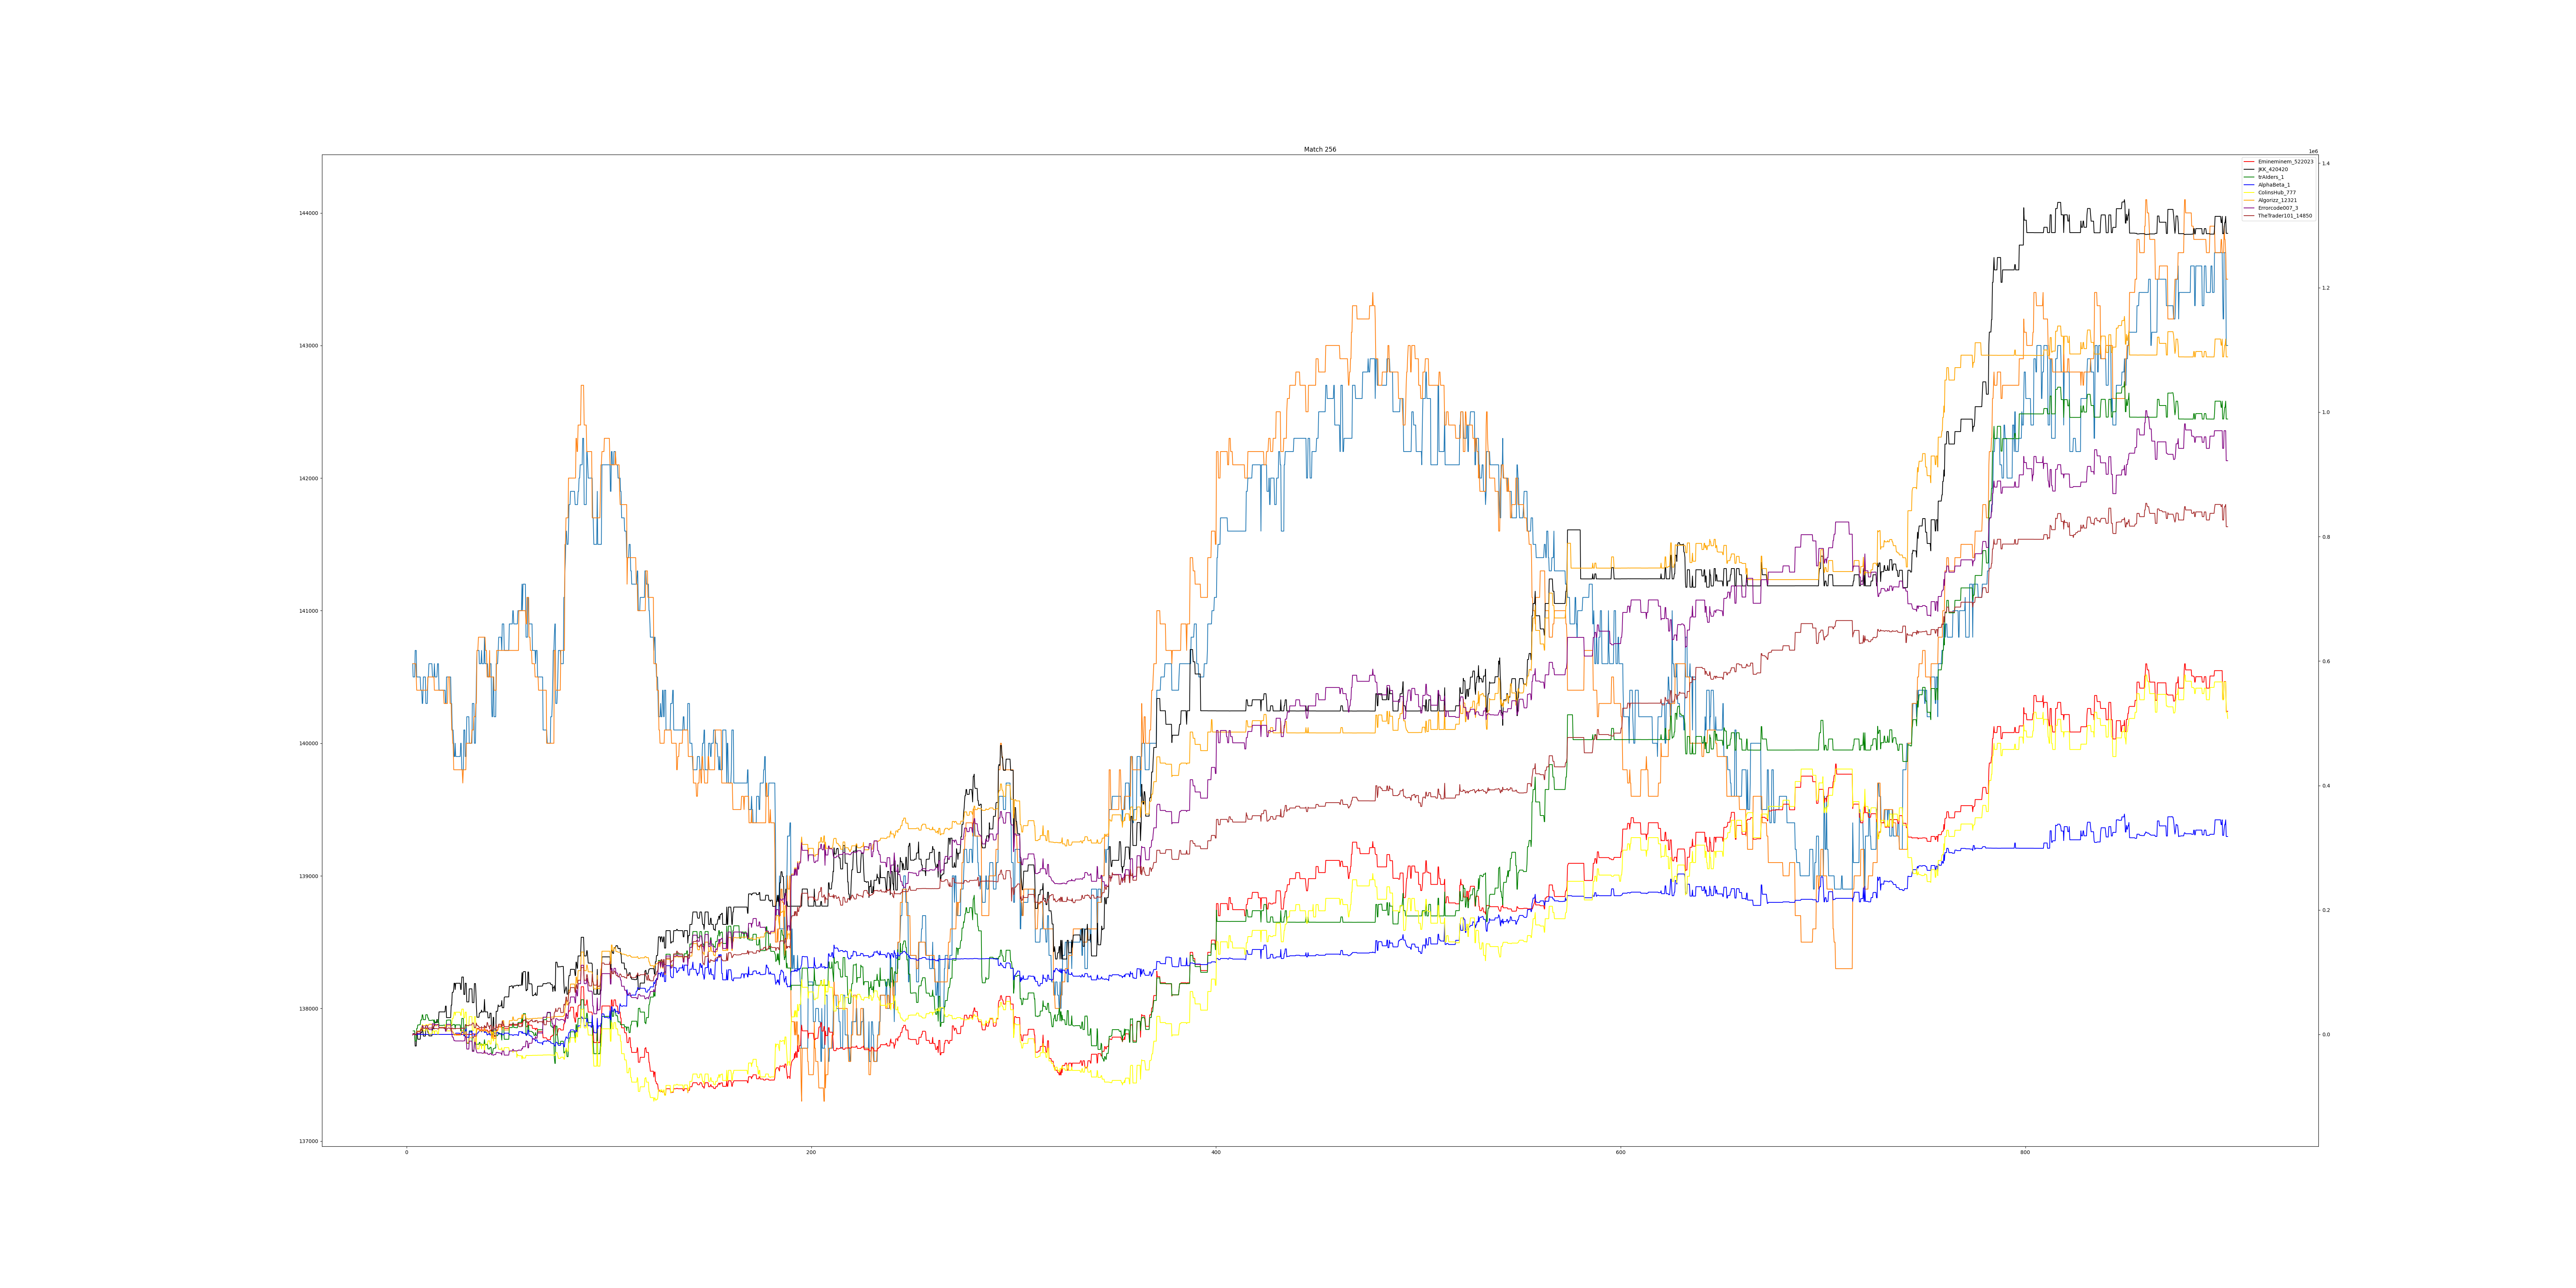 Match 256
1e6
Emineminem_522023
JKK_420420
trAIders_1
AlphaBeta_1
ColinsHub_777
Algorizz_12321
Errorcode007_3
TheTrader101_14850
144000
143000
142000
141000
140000
139000
138000
137000
1.4
1.2
1.0
0.8
0.6
0.4
0.2
0.0
0
200
400
600
800